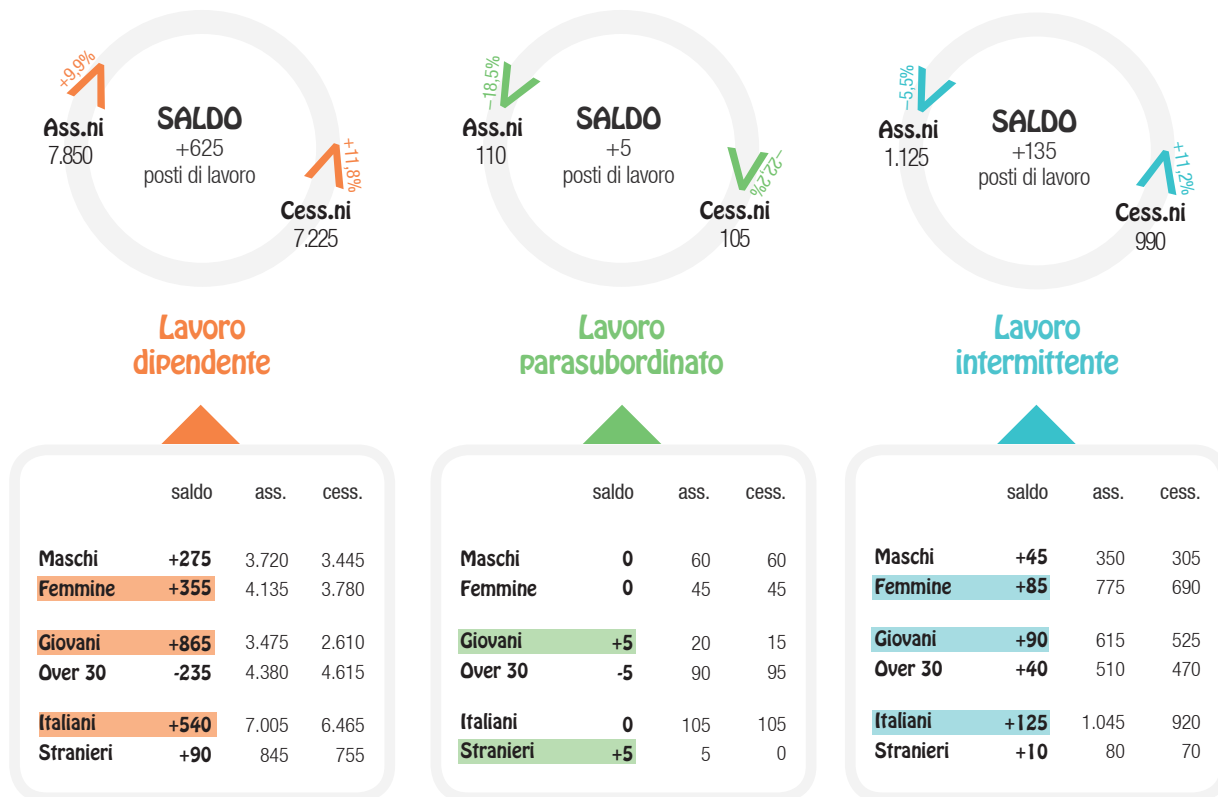 +9,9%
Ass.ni
7.850
SALDO
+625
posti di lavoro
+11,8%
Cess.ni
7.225
Lavoro
dipendente
saldo ass. cess.
Maschi +275 3.720 3.445
Femmine +355 4.135 3.780
Giovani +865 3.475 2.610
Over 30 -235 4.380 4.615
Italiani +540 7.005 6.465
Stranieri +90 845 755
–18,5%
Ass.ni
110
SALDO
+5
posti di lavoro
–22,2%
Cess.ni
105
Lavoro
parasubordinato
saldo ass. cess.
Maschi 0 60 60
Femmine 0 45 45
Giovani +5 20 15
Over 30 -5 90 95
Italiani 0 105 105
Stranieri +5 5 0
–5,5%
Ass.ni
1.125
SALDO
+135
posti di lavoro
+11,2%
Cess.ni
990
Lavoro
intermittente
saldo ass. cess.
Maschi +45 350 305
Femmine +85 775 690
Giovani +90 615 525
Over 30 +40 510 470
Italiani +125 1.045 920
Stranieri +10 80 70